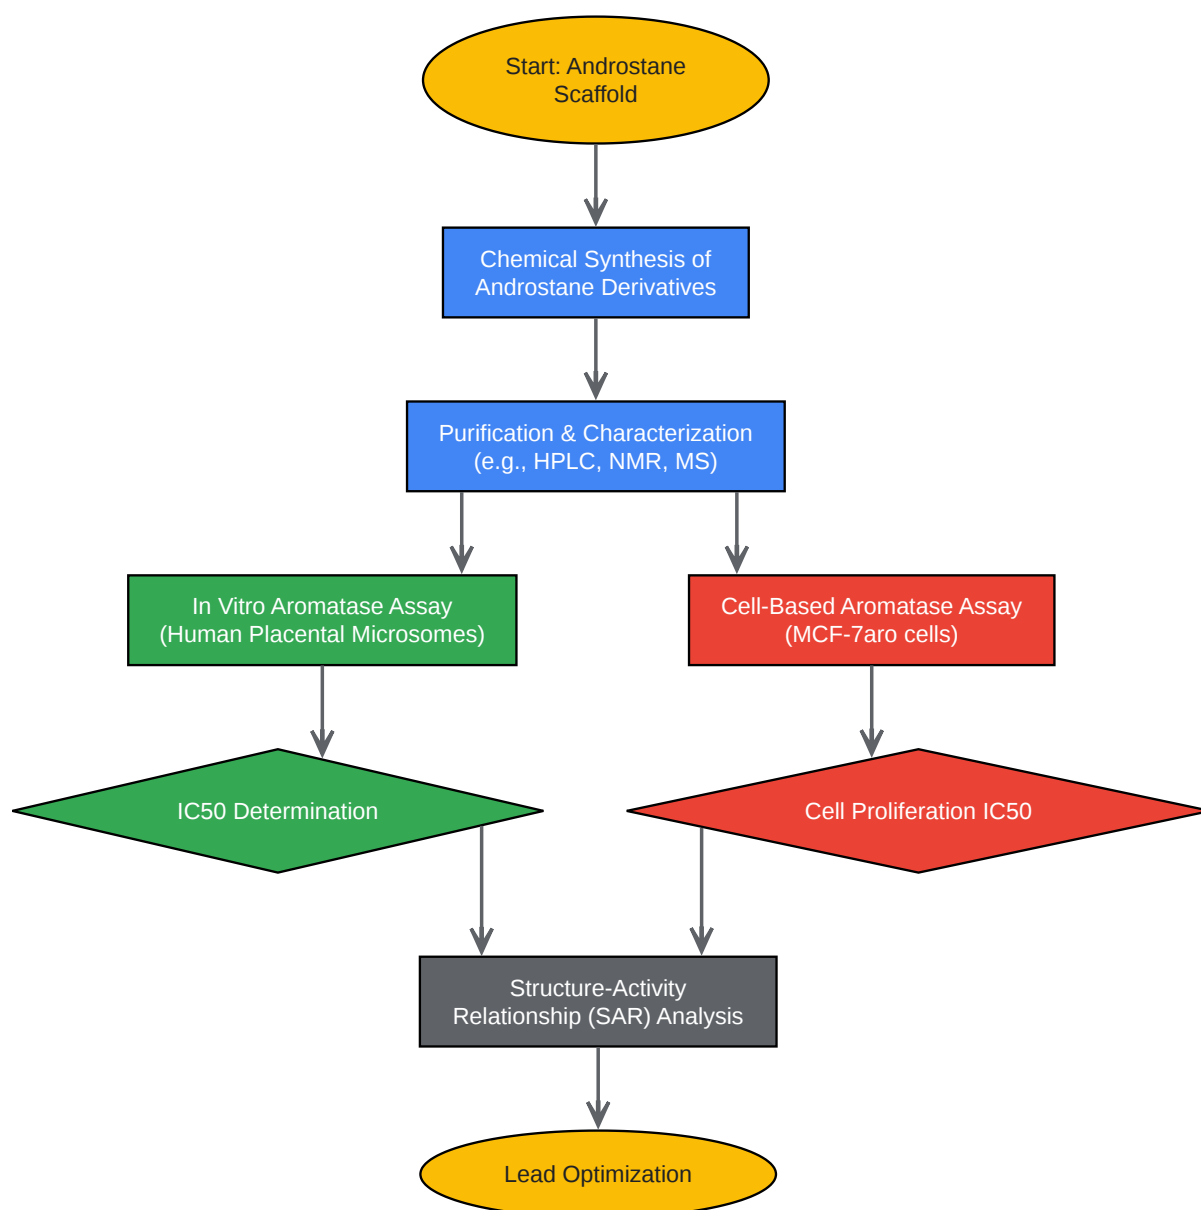 Start: Androstane
Scaffold
Chemical Synthesis of
Androstane Derivatives
Purification & Characterization
(e.g., HPLC, NMR, MS)
In Vitro Aromatase Assay
(Human Placental Microsomes)
Cell-Based Aromatase Assay
(MCF-7aro cells)
IC50 Determination
Cell Proliferation IC50
Structure-Activity
Relationship (SAR) Analysis
Lead Optimization